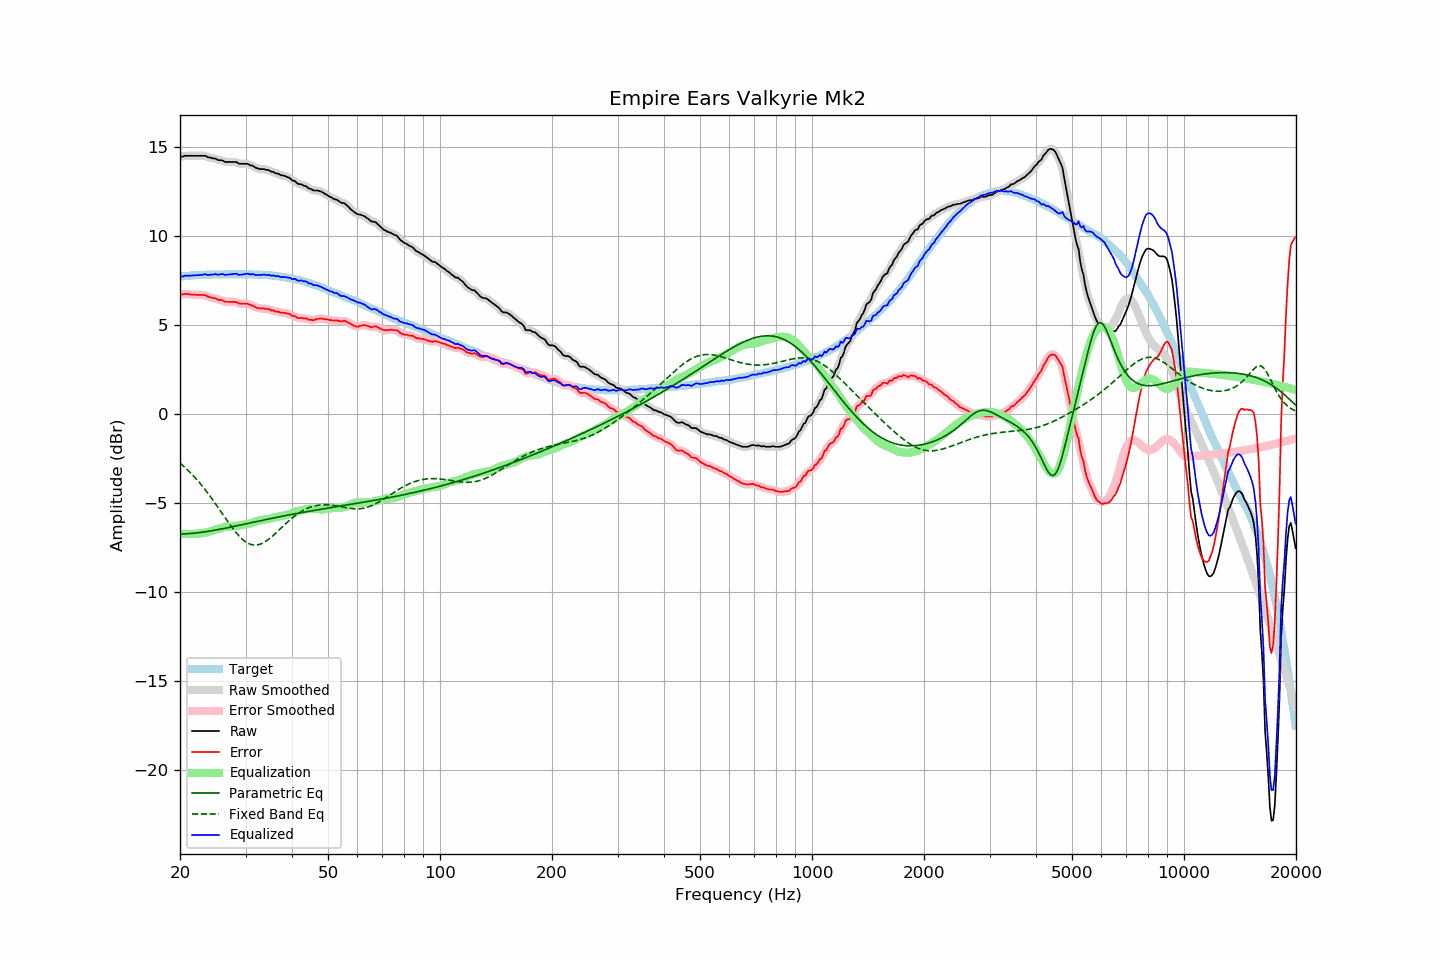 Empire Ears Valkyrie Mk2
15
10
5
0
−5
−10
−15
−20
Amplitude (dBr)
Target
Raw Smoothed
Error Smoothed
Raw
Error
Equalization
Parametric Eq
Fixed Band Eq
Equalized
20 50 100 200 500 1000 2000 5000 10000 20000
Frequency (Hz)